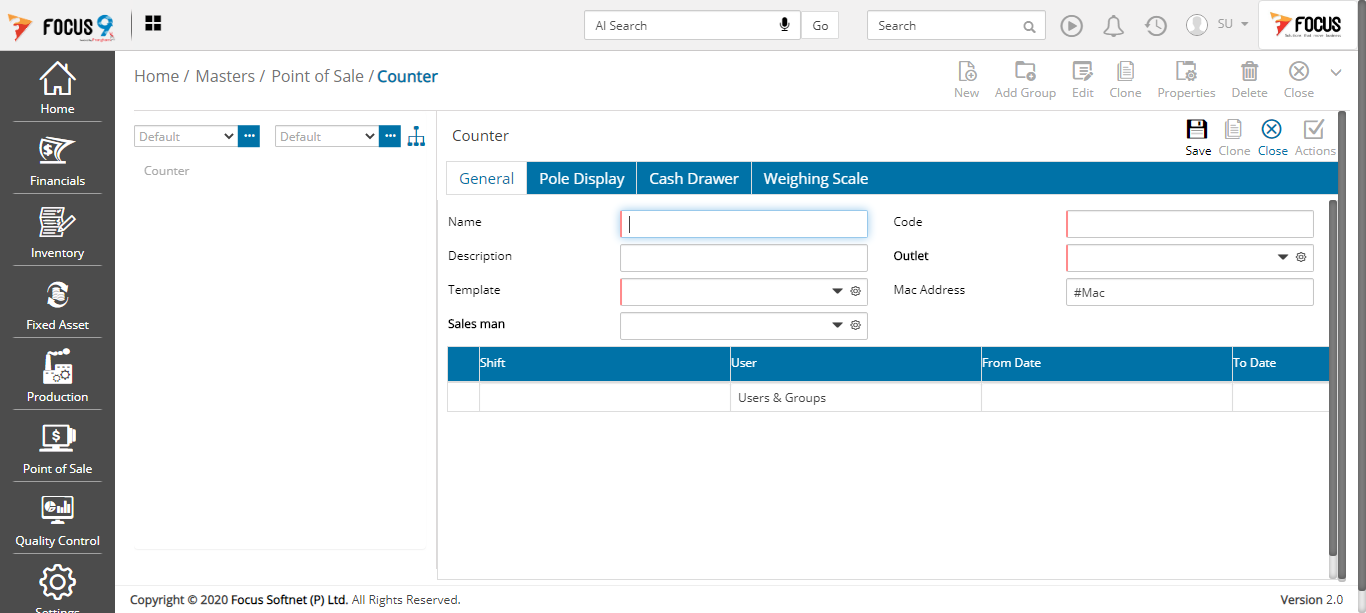 FOCUS 9
AI Search
Go
Search
SU
FOCUS
Home
Financials
Inventory
Fixed Asset
Production
Point of Sale
Quality Control
Settings
Home / Masters / Point of Sale / Counter
New
Add Group
Edit
Clone
Properties
Delete
Close
Default
Default
Counter
Counter
Save
Clone
Close
Actions
General
Pole Display
Cash Drawer
Weighing Scale
Name
Code
Description
Outlet
Template
Mac Address
#Mac
Sales man
Shift
User
From Date
To Date
Users & Groups
Copyright © 2020 Focus Softnet (P) Ltd. All Rights Reserved.
Version 2.0